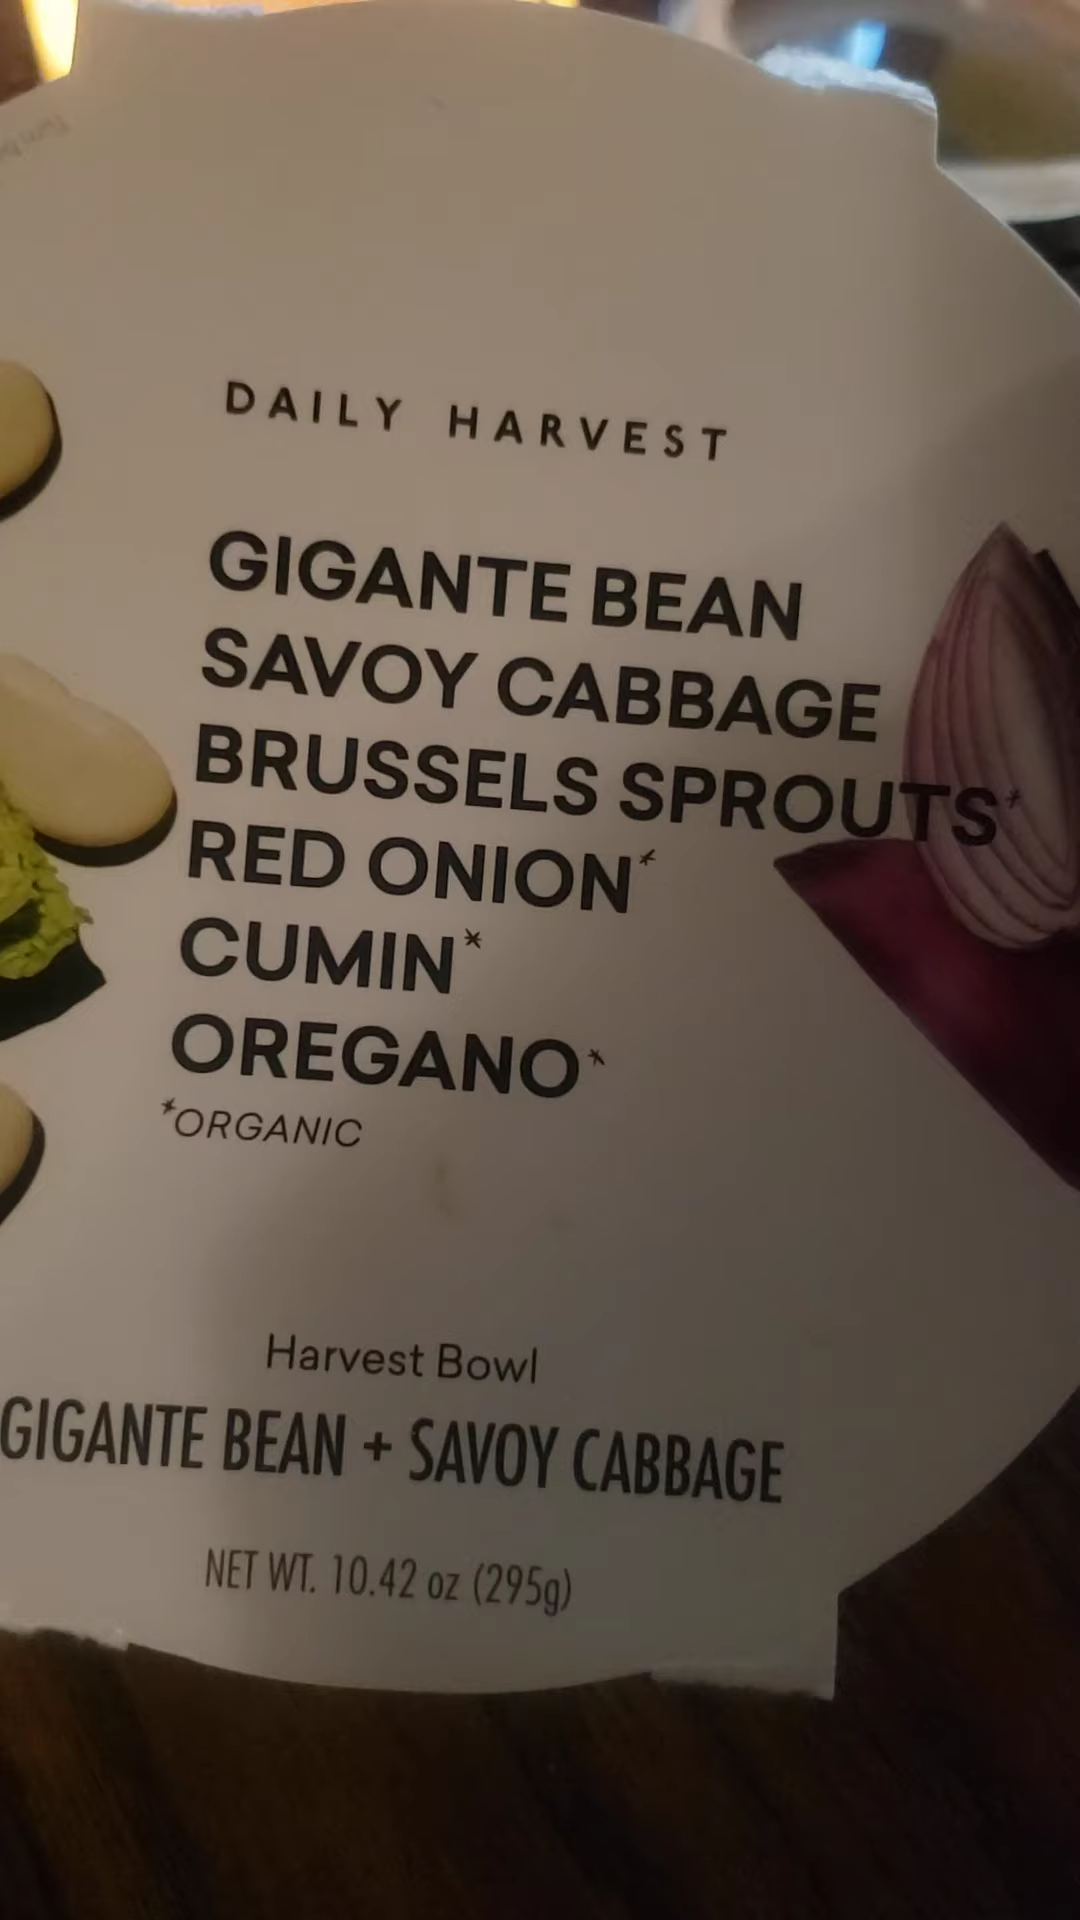 DAILY HARVEST
GIGANTE BEAN
SAVOY CABBAGE
BRUSSELS SPROUTS*
RED ONION*
CUMIN*
OREGANO*
*ORGANIC
Harvest Bowl
GIGANTE BEAN + SAVOY CABBAGE
NET WT. 10.42 oz (295g)